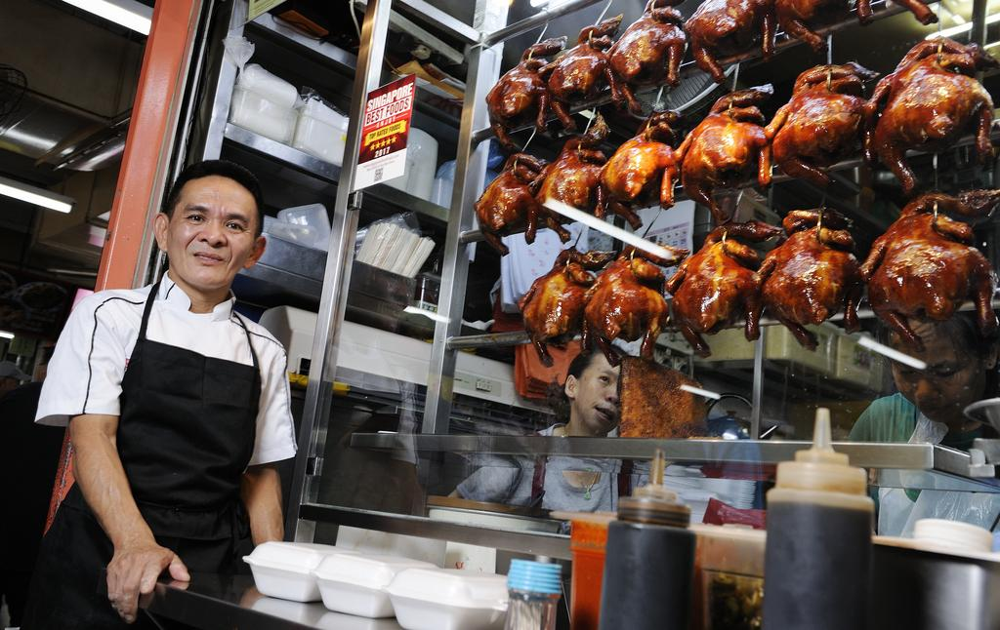 SINGAPORE
BEST FOODS
TOP RATED FOODS
2017